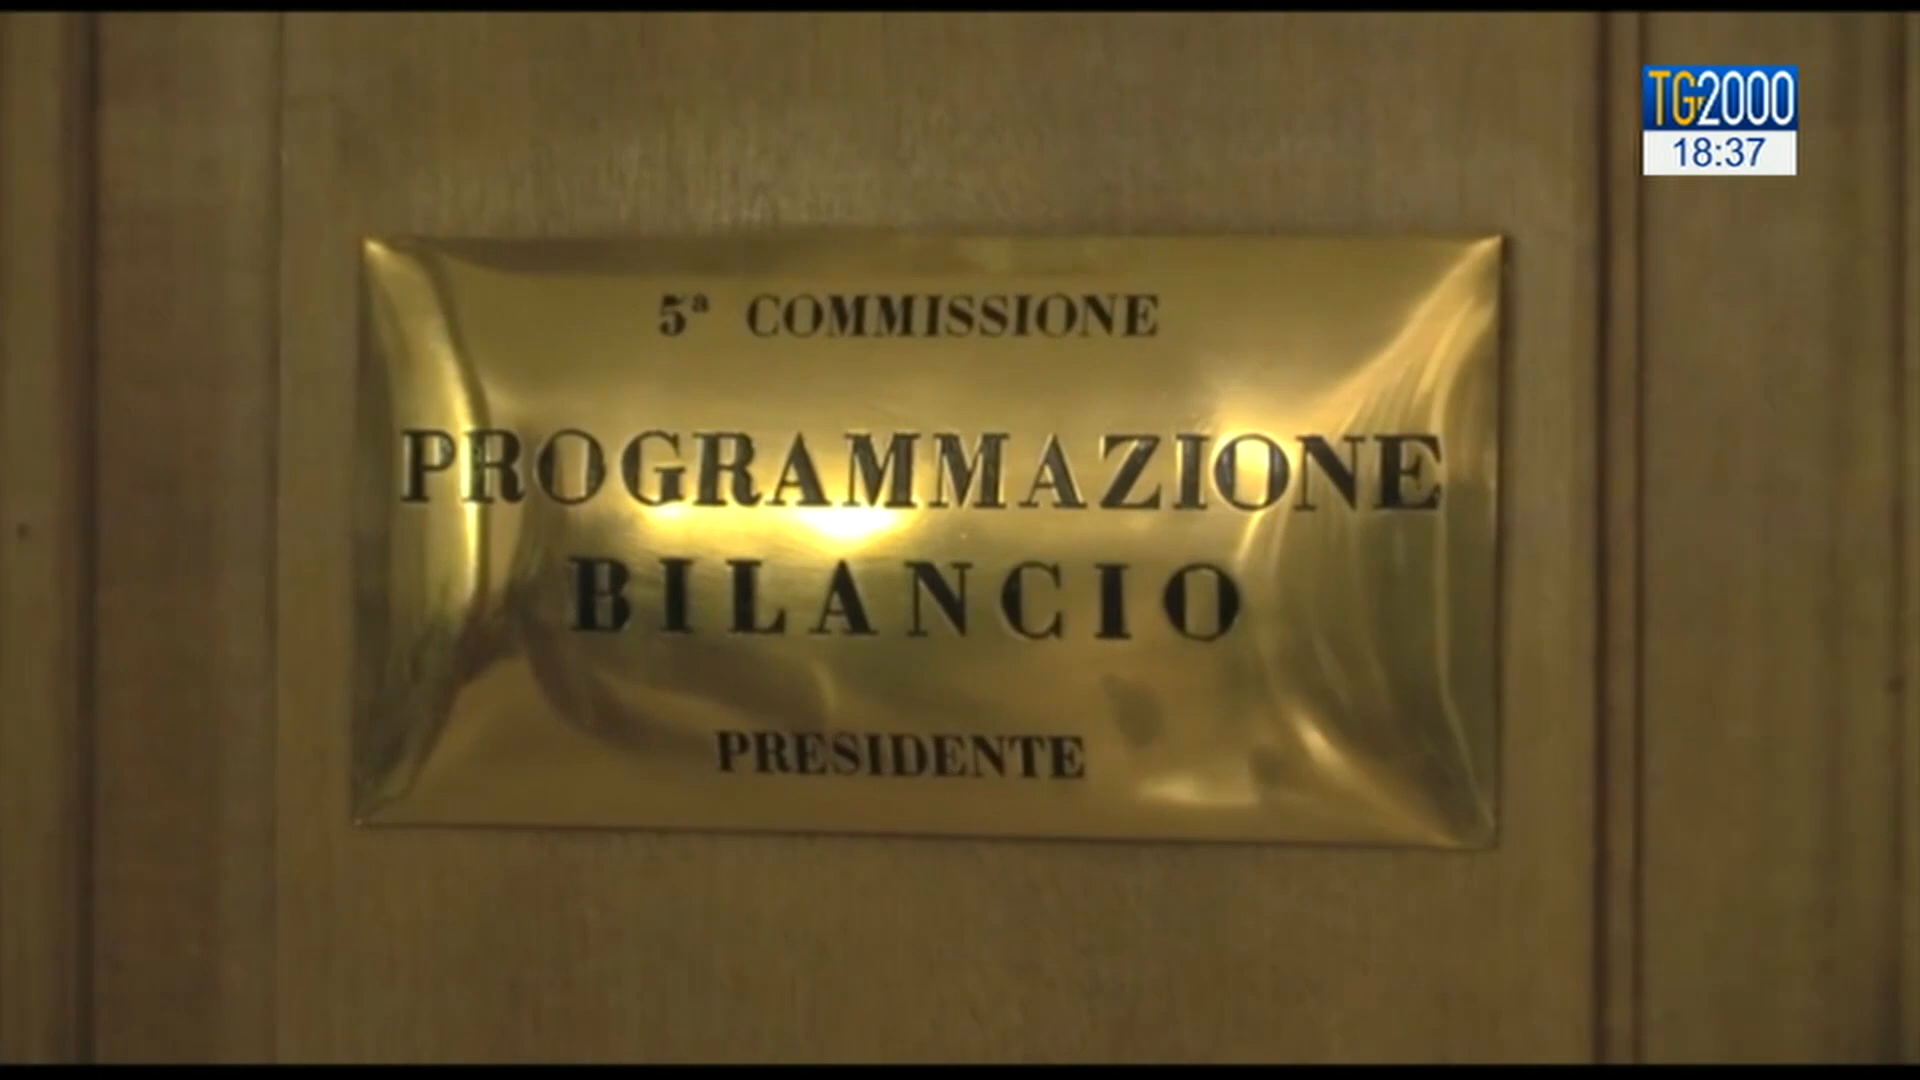 TG2000
18:37
5ª COMMISSIONE
PROGRAMMAZIONE
BILANCIO
PRESIDENTE